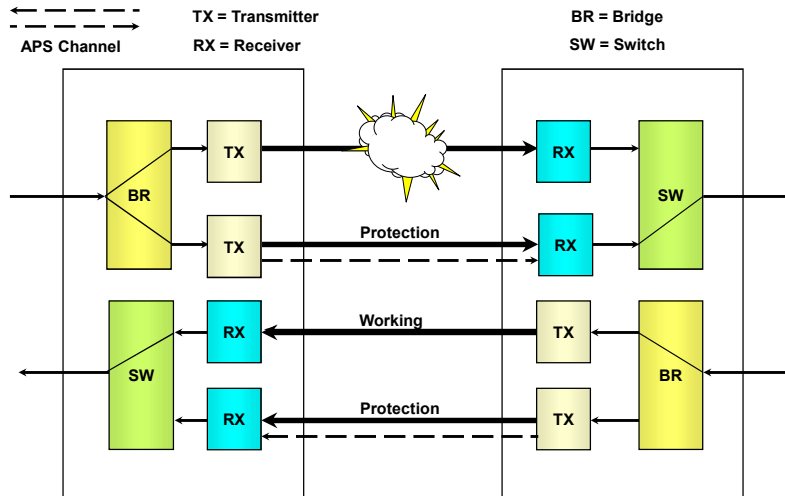 TX = Transmitter
BR = Bridge
APS Channel
RX = Receiver
SW = Switch
TX
RX
BR
SW
Protection
TX
RX
Working
RX
TX
SW
BR
Protection
RX
TX